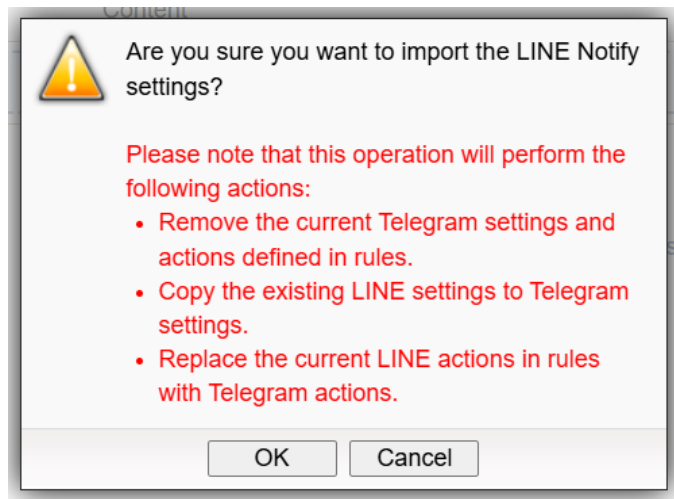 Content
Are you sure you want to import the LINE Notify
settings?
Please note that this operation will perform the
following actions:
• Remove the current Telegram settings and
actions defined in rules.
• Copy the existing LINE settings to Telegram
settings.
• Replace the current LINE actions in rules
with Telegram actions.
OK Cancel